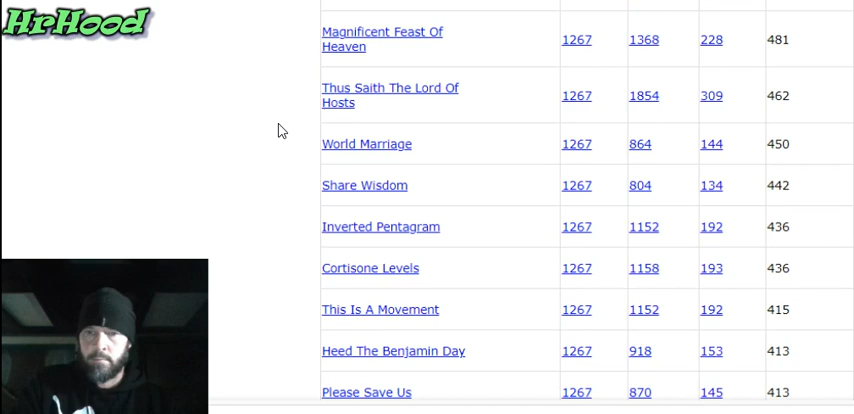 HrHood
Magnificent Feast Of
Heaven
1267 1368 228 481
Thus Saith The Lord Of
Hosts
1267 1854 309 462
World Marriage 1267 864 144 450
Share Wisdom 1267 804 134 442
Inverted Pentagram 1267 1152 192 436
Cortisone Levels 1267 1158 193 436
This Is A Movement 1267 1152 192 415
Heed The Benjamin Day 1267 918 153 413
Please Save Us 1267 870 145 413